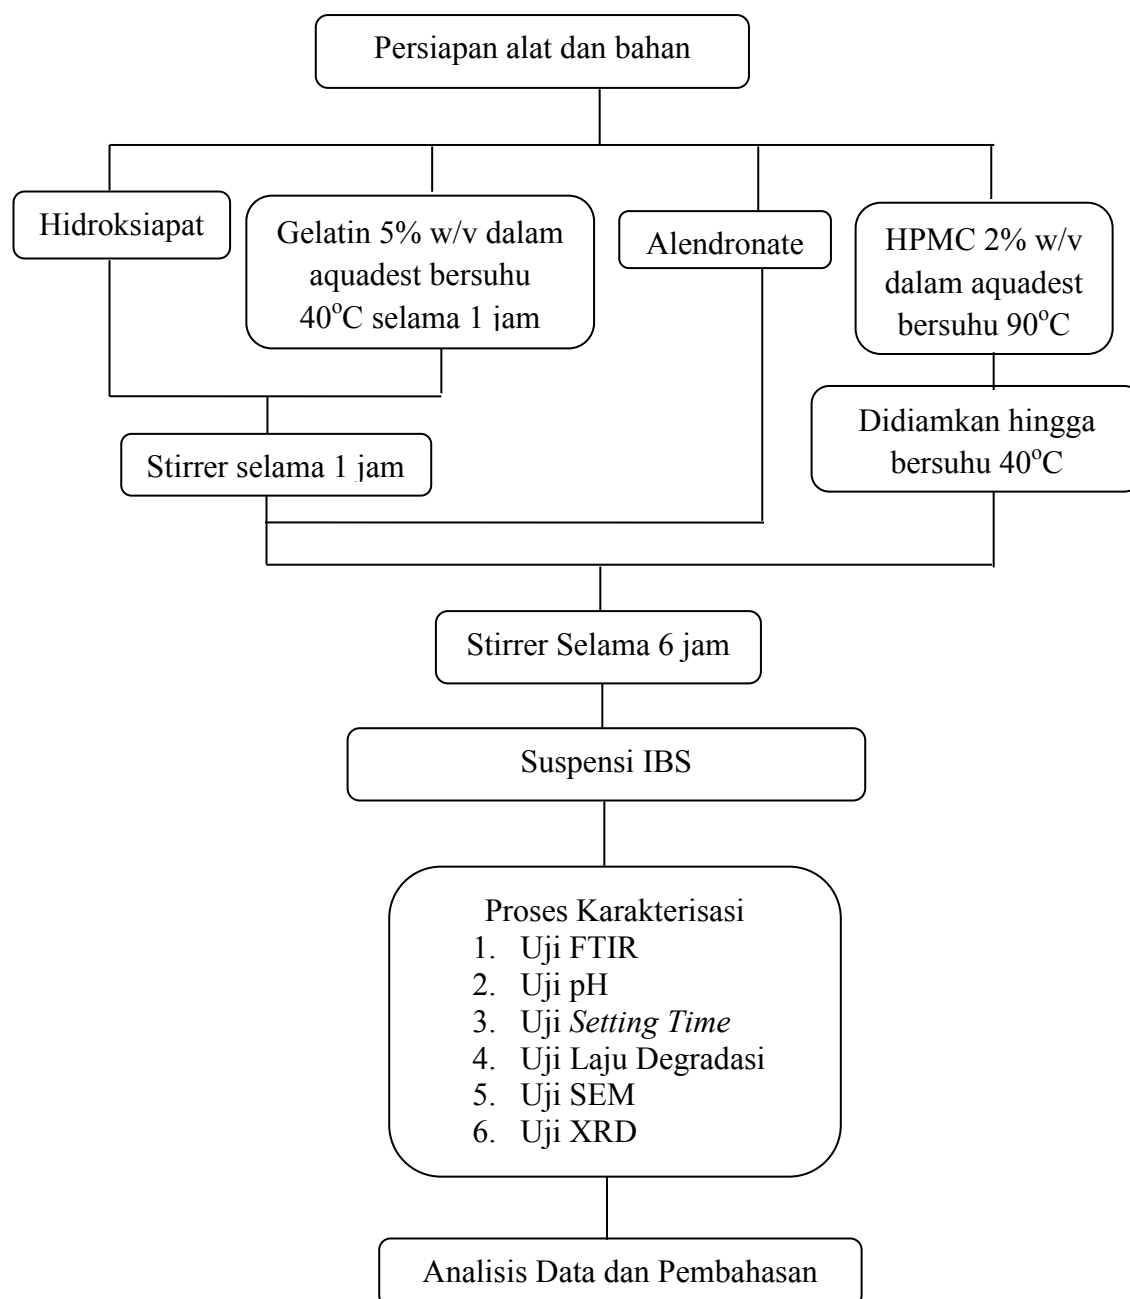 Persiapan alat dan bahan
Hidroksiapat
Gelatin 5% w/v dalam
aquadest bersuhu
40°C selama 1 jam
Alendronate
HPMC 2% w/v
dalam aquadest
bersuhu 90°C
Didiamkan hingga
bersuhu 40°C
Stirrer selama 1 jam
Stirrer Selama 6 jam
Suspensi IBS
Proses Karakterisasi
1. Uji FTIR
2. Uji pH
3. Uji Setting Time
4. Uji Laju Degradasi
5. Uji SEM
6. Uji XRD
Analisis Data dan Pembahasan